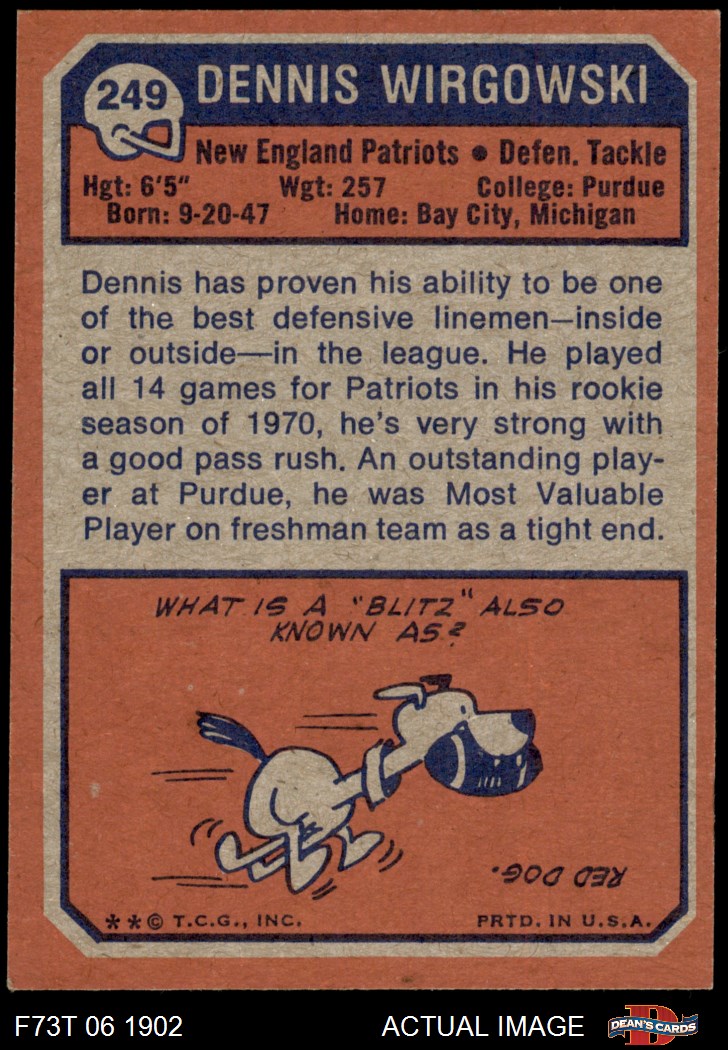 249
DENNIS WIRGOWSKI
New England Patriots • Defen. Tackle
Hgt: 6'5" Wgt: 257 College: Purdue
Born: 9-20-47 Home: Bay City, Michigan
Dennis has proven his ability to be one
of the best defensive linemen—inside
or outside—in the league. He played
all 14 games for Patriots in his rookie
season of 1970, he's very strong with
a good pass rush. An outstanding play-
er at Purdue, he was Most Valuable
Player on freshman team as a tight end.
WHAT IS A "BLITZ" ALSO
KNOWN AS?
RED DOG.
** © T.C.G., INC. PRTD. IN U.S.A.
F73T 06 1902 ACTUAL IMAGE
D
DEAN'S CARDS